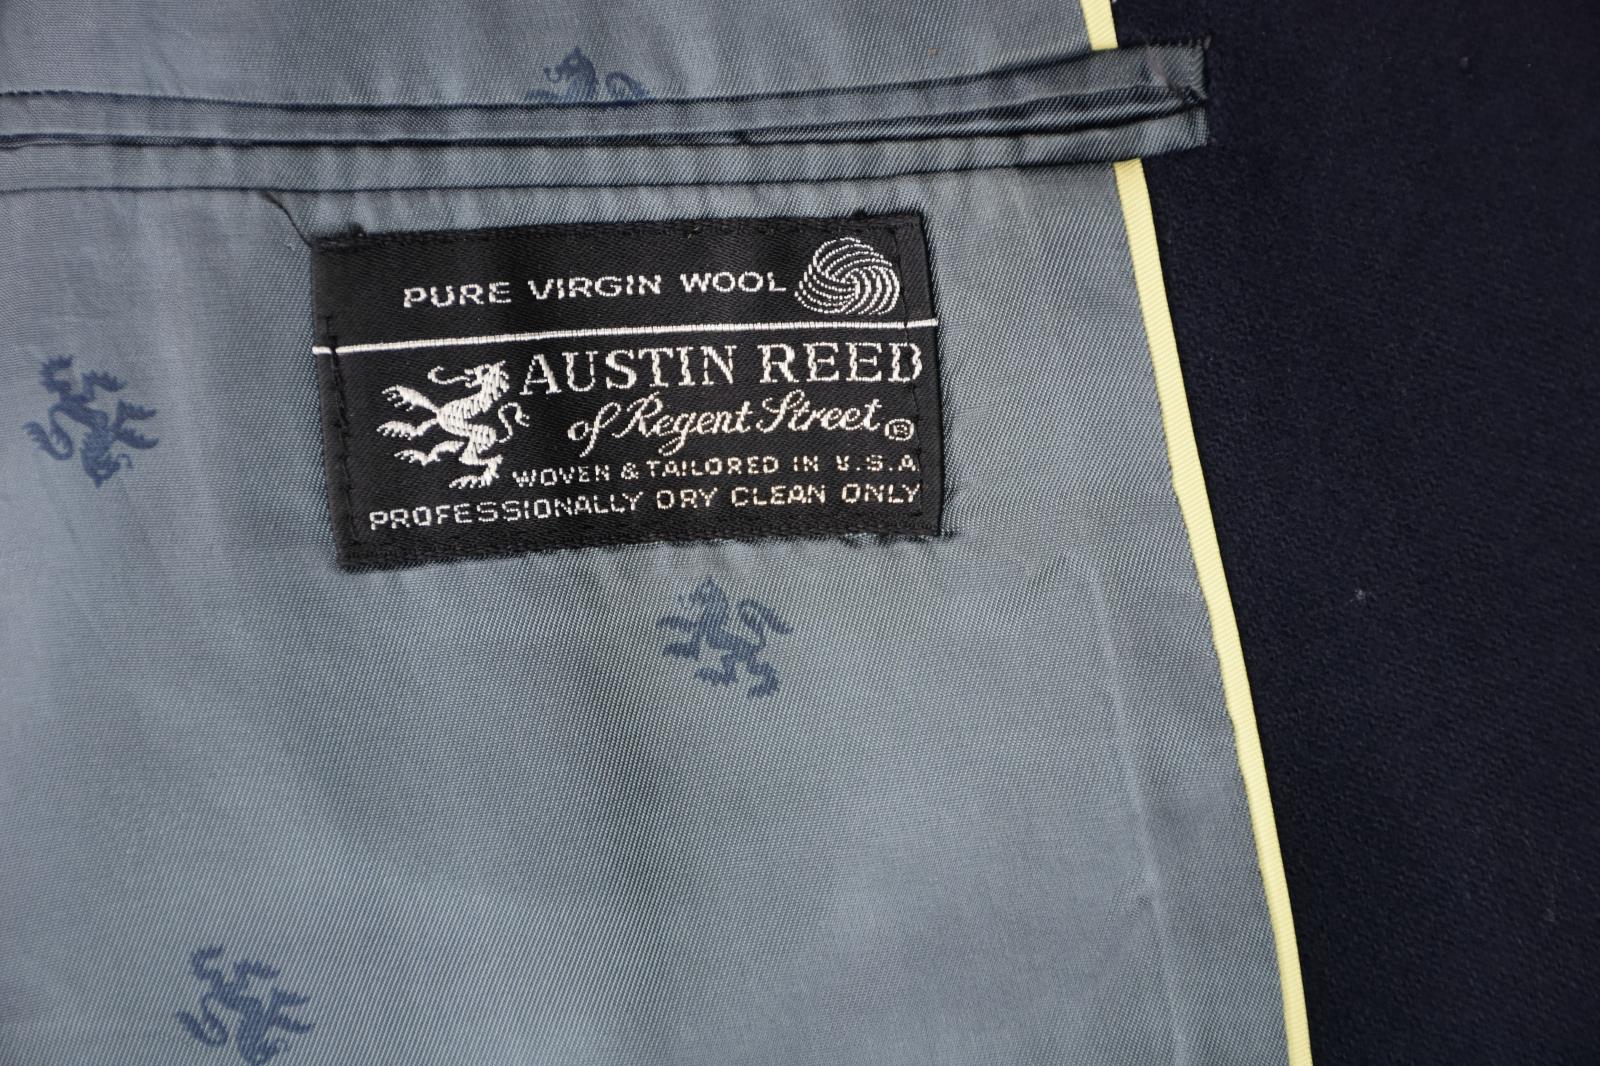 PURE VIRGIN WOOL
AUSTIN REED
of Regent Street ®
WOVEN & TAILORED IN U.S.A
PROFESSIONALLY DRY CLEAN ONLY